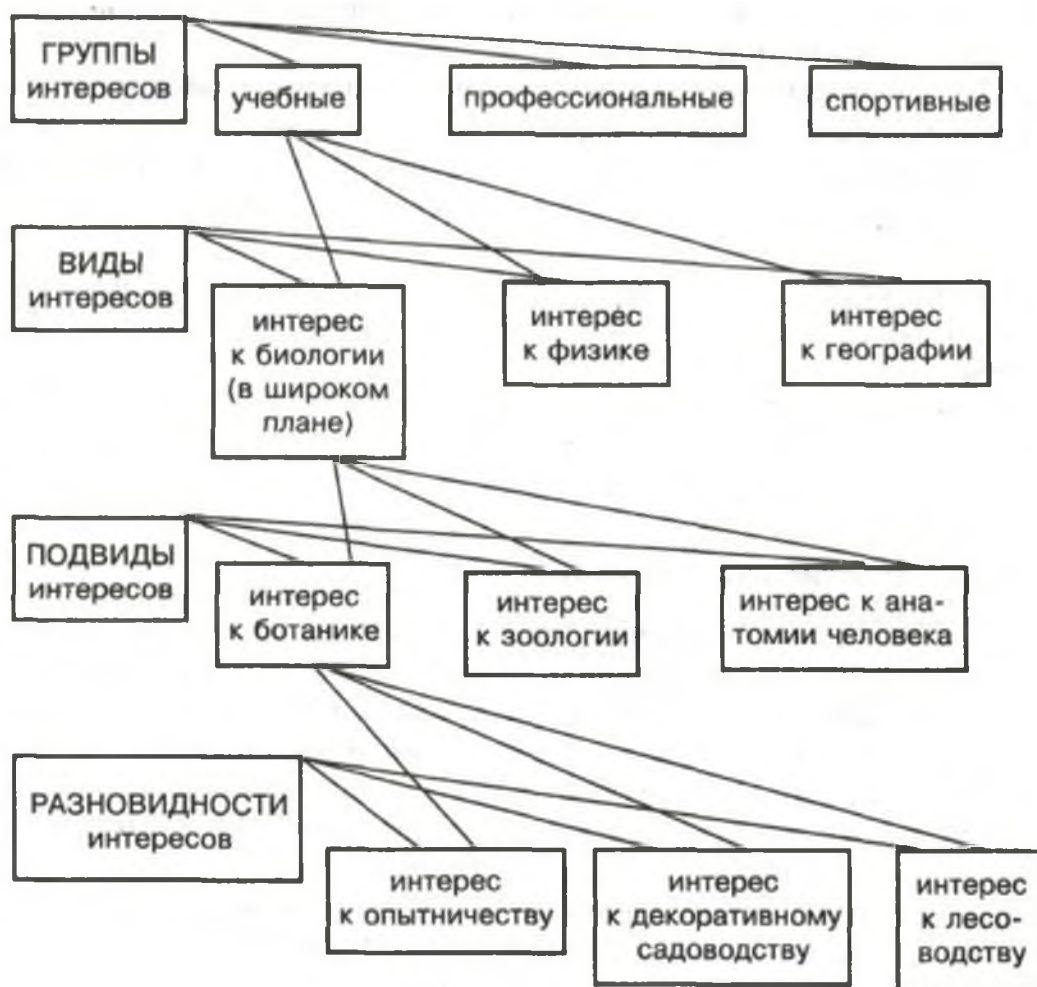 ГРУППЫ
интересов
учебные
профессиональные
спортивные
ВИДЫ
интересов
интерес
к биологии
(в широком
плане)
интерес
к физике
интерес
к географии
ПОДВИДЫ
интересов
интерес
к ботанике
интерес
к зоологии
интерес к ана-
томии человека
РАЗНОВИДНОСТИ
интересов
интерес
к опытничеству
интерес
к декоративному
садоводству
интерес
к лесо-
водству